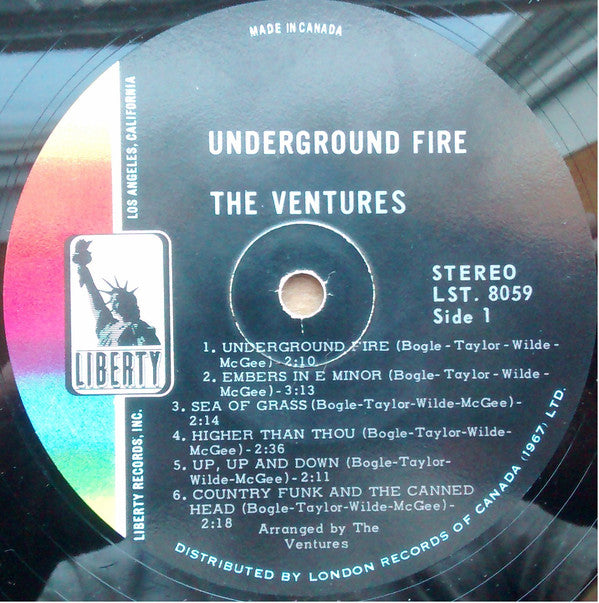 MADE IN CANADA
UNDERGROUND FIRE
THE VENTURES
STEREO
LST. 8059
Side 1
1. UNDERGROUND FIRE (Bogle-Taylor-Wilde-
McGee)-2:10
2. EMBERS IN E MINOR (Bogle-Taylor-Wilde-
McGee)-3:13
3. SEA OF GRASS (Bogle-Taylor-Wilde-McGee)-
2:14
4. HIGHER THAN THOU (Bogle-Taylor-Wilde-
McGee)-2:36
5. UP, UP AND DOWN (Bogle-Taylor-
Wilde-McGee)-2:11
6. COUNTRY FUNK AND THE CANNED
HEAD (Bogle-Taylor-Wilde-McGee)-
2:18
Arranged by The
Ventures
LIBERTY
LIBERTY RECORDS, INC.
LOS ANGELES, CALIFORNIA
DISTRIBUTED BY LONDON RECORDS OF CANADA (1967) LTD.